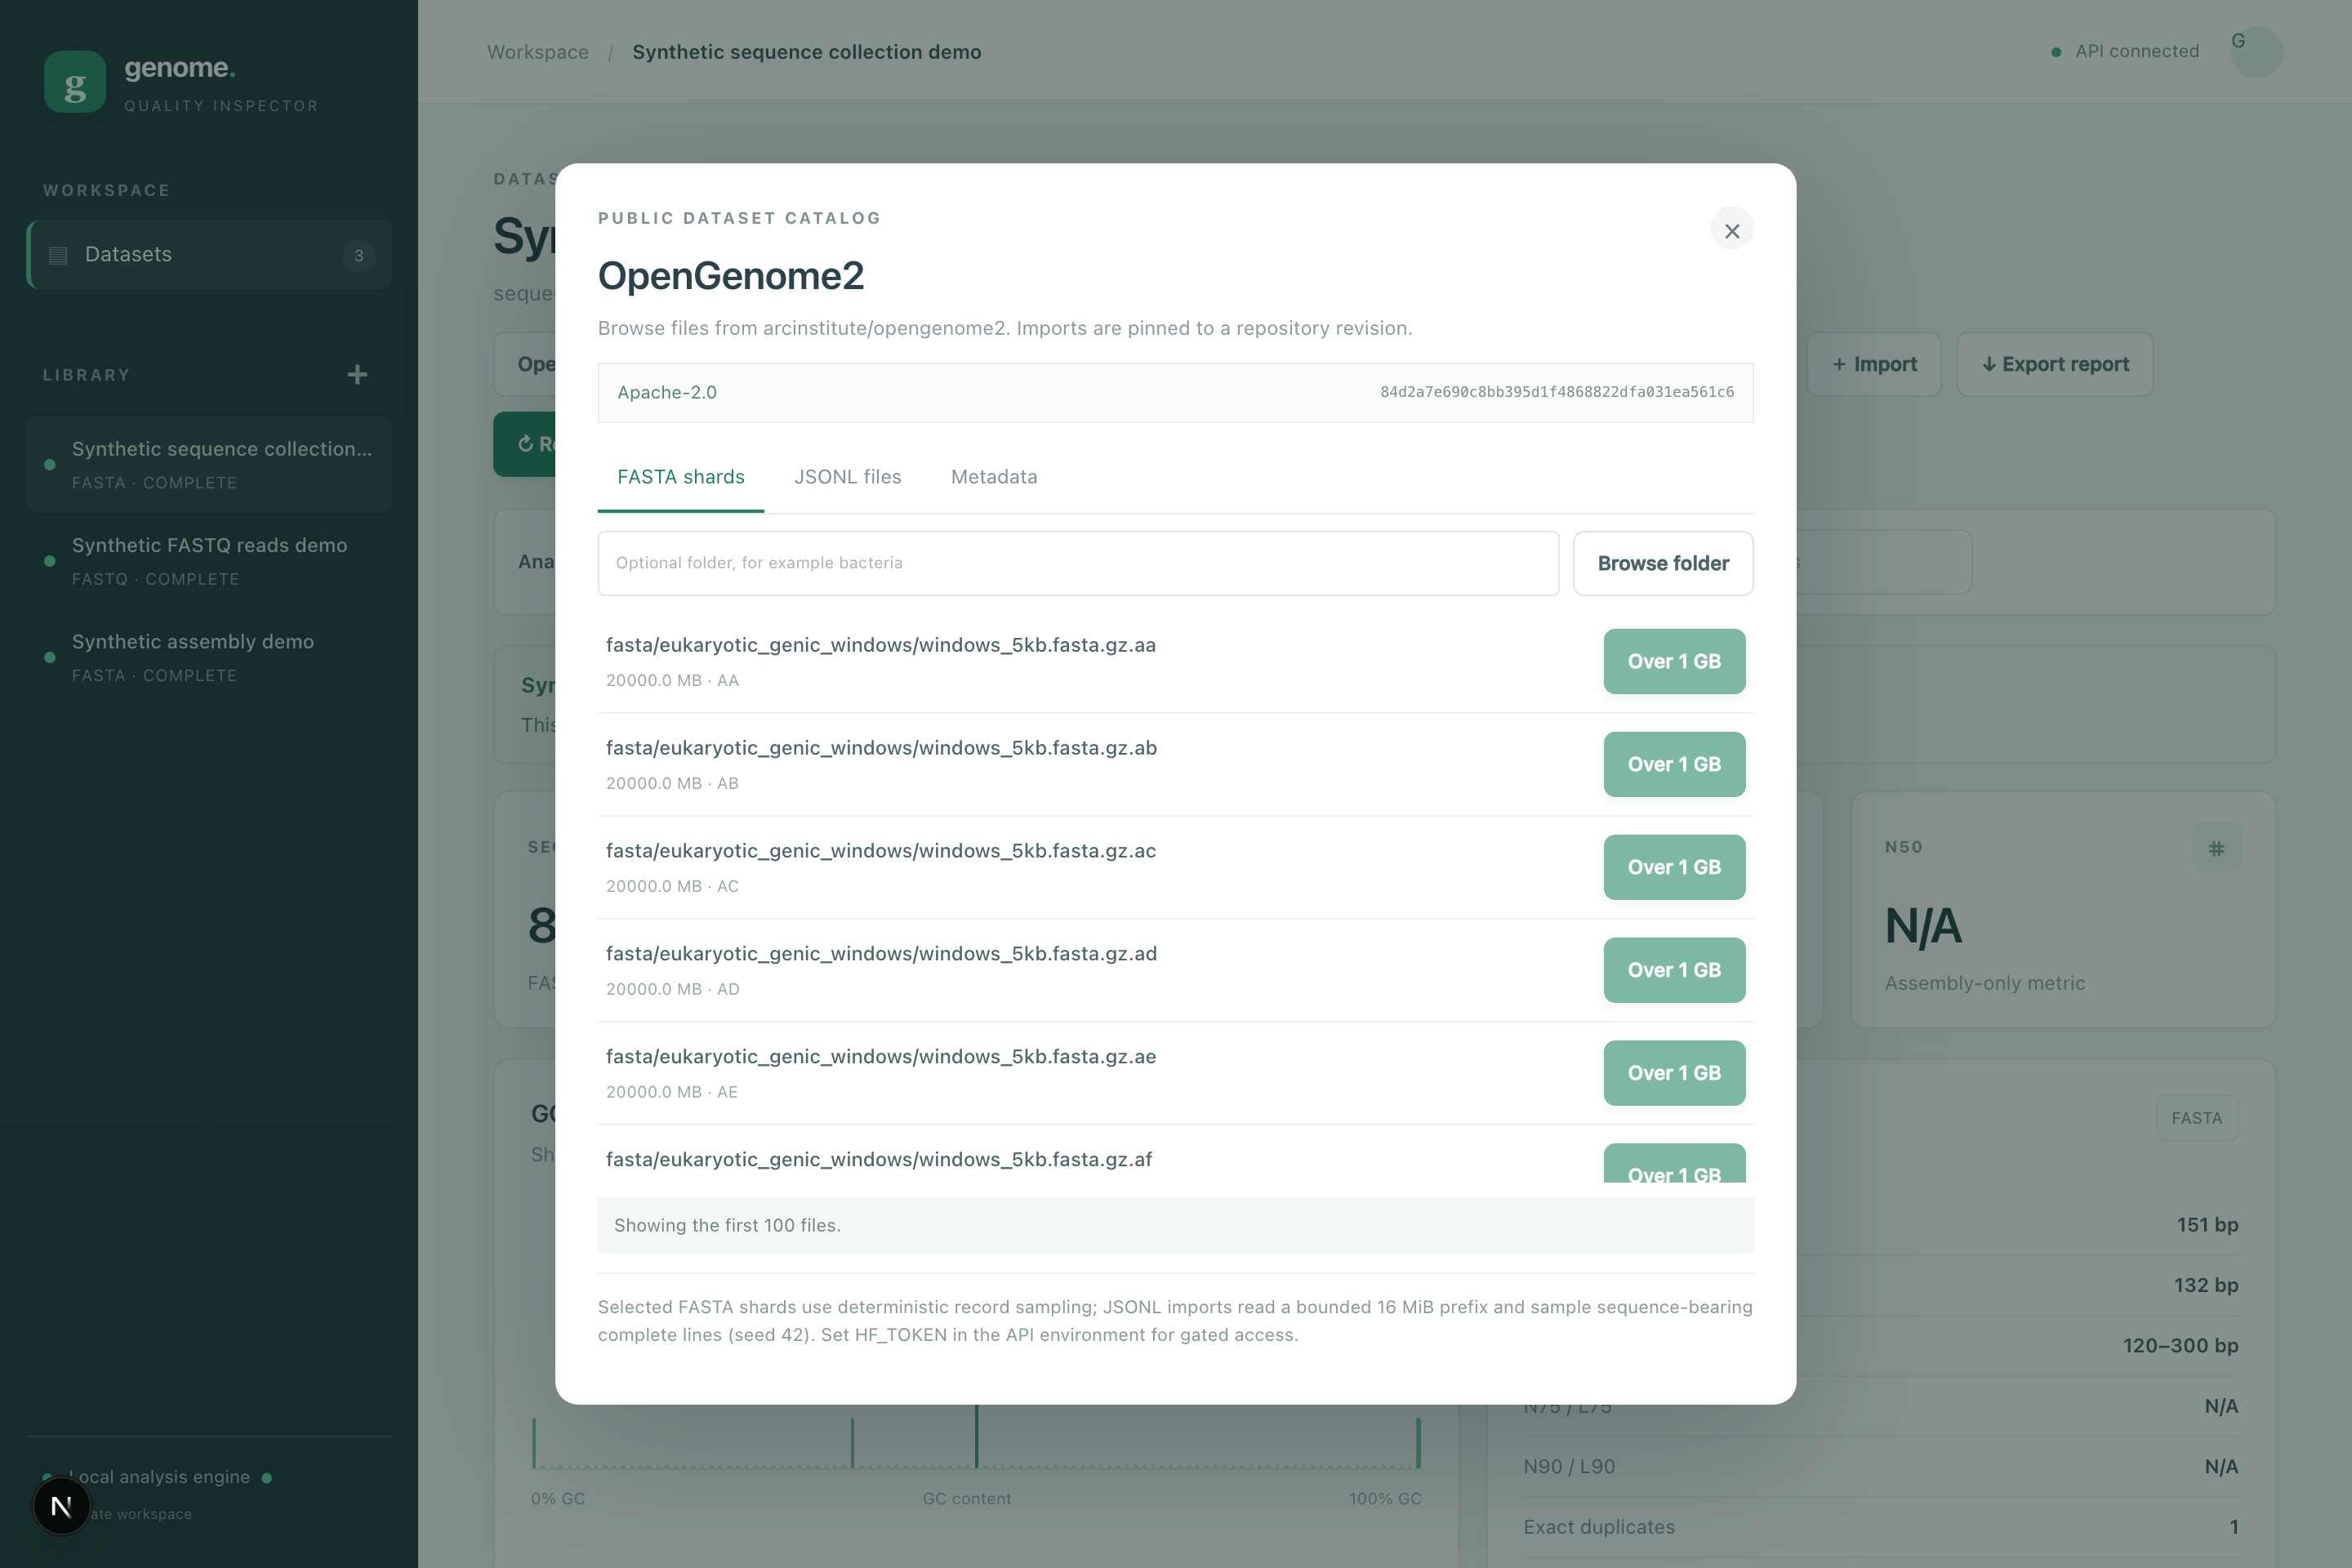 g
genome.
QUALITY INSPECTOR
WORKSPACE
Datasets
3
LIBRARY
+
Synthetic sequence collection...
FASTA · COMPLETE
Synthetic FASTQ reads demo
FASTQ · COMPLETE
Synthetic assembly demo
FASTA · COMPLETE
Local analysis engine
workspace
N
Workspace / Synthetic sequence collection demo
API connected
G
+ Import
↓ Export report
PUBLIC DATASET CATALOG
×
OpenGenome2
Browse files from arcinstitute/opengenome2. Imports are pinned to a repository revision.
Apache-2.0
84d2a7e690c8bb395d1f4868822dfa031ea561c6
FASTA shards
JSONL files
Metadata
Optional folder, for example bacteria
Browse folder
fasta/eukaryotic_genic_windows/windows_5kb.fasta.gz.aa
20000.0 MB · AA
Over 1 GB
fasta/eukaryotic_genic_windows/windows_5kb.fasta.gz.ab
20000.0 MB · AB
Over 1 GB
fasta/eukaryotic_genic_windows/windows_5kb.fasta.gz.ac
20000.0 MB · AC
Over 1 GB
fasta/eukaryotic_genic_windows/windows_5kb.fasta.gz.ad
20000.0 MB · AD
Over 1 GB
fasta/eukaryotic_genic_windows/windows_5kb.fasta.gz.ae
20000.0 MB · AE
Over 1 GB
fasta/eukaryotic_genic_windows/windows_5kb.fasta.gz.af
Over 1 GB
Showing the first 100 files.
Selected FASTA shards use deterministic record sampling; JSONL imports read a bounded 16 MiB prefix and sample sequence-bearing
complete lines (seed 42). Set HF_TOKEN in the API environment for gated access.
This
N50
#
N/A
Assembly-only metric
FASTA
151 bp
132 bp
120–300 bp
N75 / L75
N/A
N90 / L90
N/A
Exact duplicates
1
0% GC
GC content
100% GC